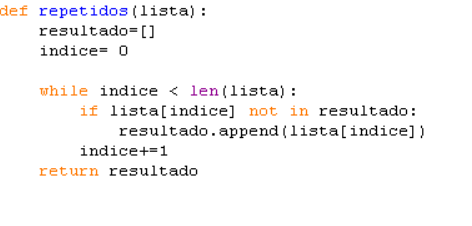 def repetidos(lista):
    resultado=[]
    indice= 0

    while indice < len(lista):
        if lista[indice] not in resultado:
            resultado.append(lista[indice])
        indice+=1
    return resultado